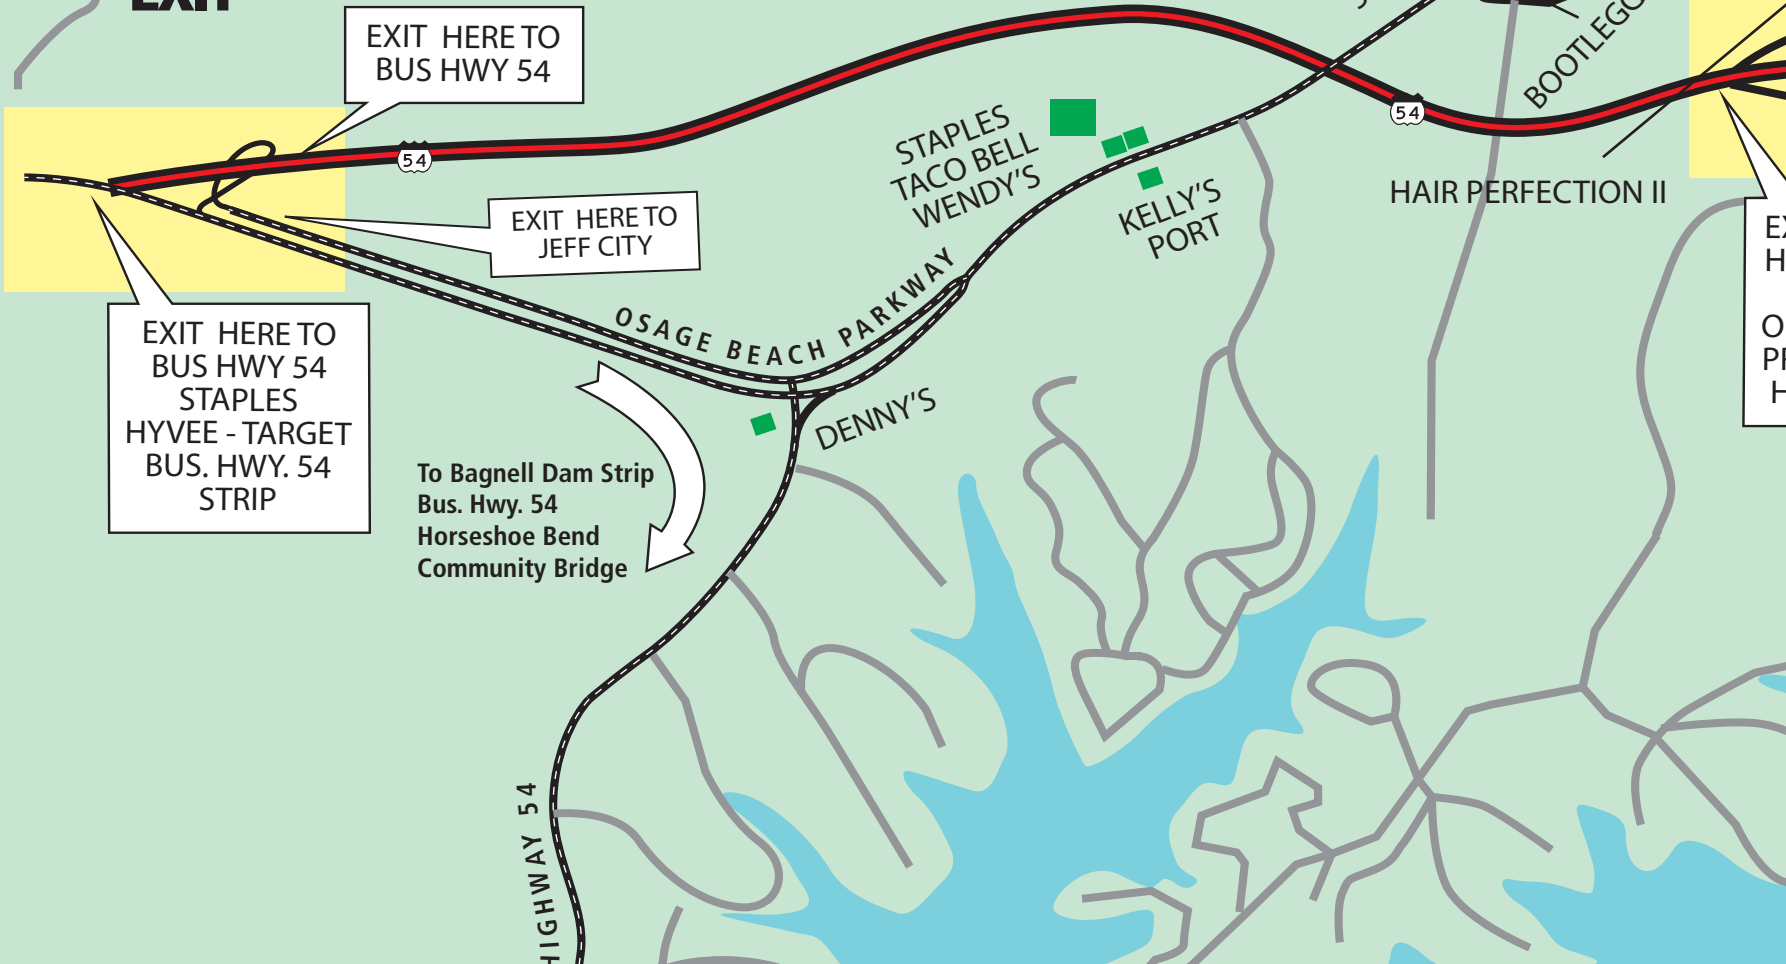 EXIT
EXIT HERE TO
BUS HWY 54
54
EXIT HERE TO
JEFF CITY
EXIT HERE TO
BUS HWY 54
STAPLES
HYVEE - TARGET
BUS. HWY. 54
STRIP
OSAGE BEACH PARKWAY
STAPLES
TACO BELL
WENDY'S
KELLY'S
PORT
DENNY'S
To Bagnell Dam Strip
Bus. Hwy. 54
Horseshoe Bend
Community Bridge
HIGHWAY 54
54
HAIR PERFECTION II